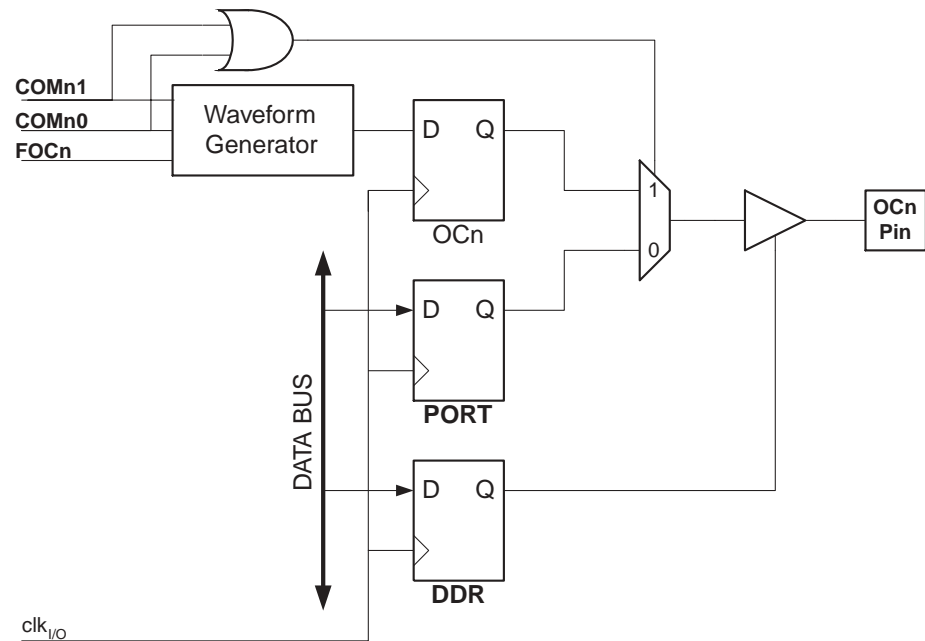 COMn1
COMn0
FOCn
Waveform
Generator
D Q
OCn
1
0
OCn
Pin
D Q
PORT
DATA BUS
D Q
DDR
clkI/O